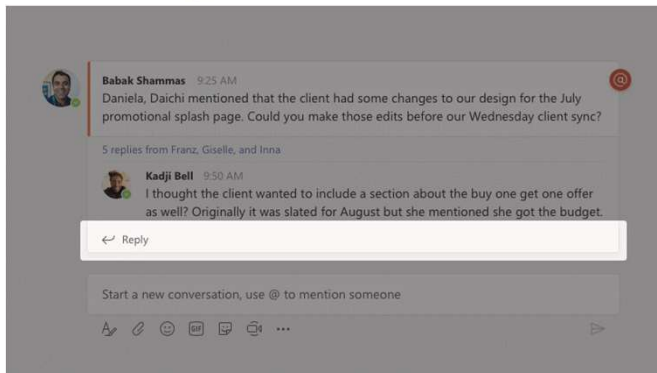 Babak Shammas 9:25 AM
@
Daniela, Daichi mentioned that the client had some changes to our design for the July
promotional splash page. Could you make those edits before our Wednesday client sync?
5 replies from Franz, Giselle, and Inna
Kadji Bell 9:50 AM
I thought the client wanted to include a section about the buy one get one offer
as well? Originally it was slated for August but she mentioned she got the budget.
Reply
Start a new conversation, use @ to mention someone
GIF